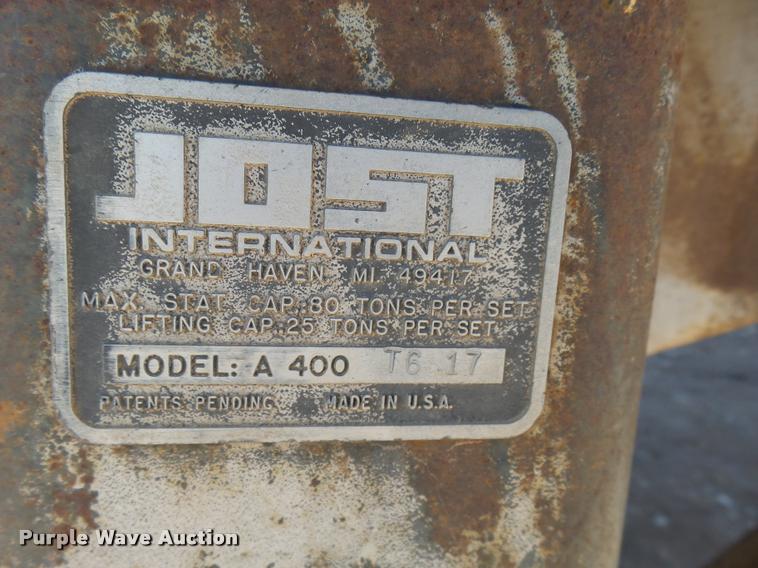 JOST
INTERNATIONAL
GRAND HAVEN MI. 49417
MAX. STAT. CAP. 80 TONS PER SET
LIFTING CAP. 25 TONS PER SET
MODEL: A 400 T6 17
PATENTS PENDING MADE IN U.S.A.
Purple Wave Auction